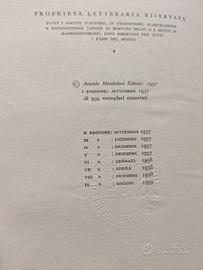 PROPRIETÀ LETTERARIA RISERVATA
TUTTI I DIRITTI D'AUTORE, DI TRADUZIONE, ELABORAZIONE
E RIPRODUZIONE (ANCHE DI SEMPLICI BRANI O A MEZZO DI
RADIODIFFUSIONE) SONO RISERVATI PER TUTTI
I PAESI DEL MONDO
© Arnoldo Mondadori Editore: 1957
I EDIZIONE: SETTEMBRE 1957
di 599 esemplari numerati
II EDIZIONE: SETTEMBRE 1957
III » : DICEMBRE 1957
IV » : DICEMBRE 1957
V » : DICEMBRE 1957
VI » : GENNAIO 1958
VII » : APRILE 1958
VIII » : DICEMBRE 1958
IX » : MAGGIO
subito